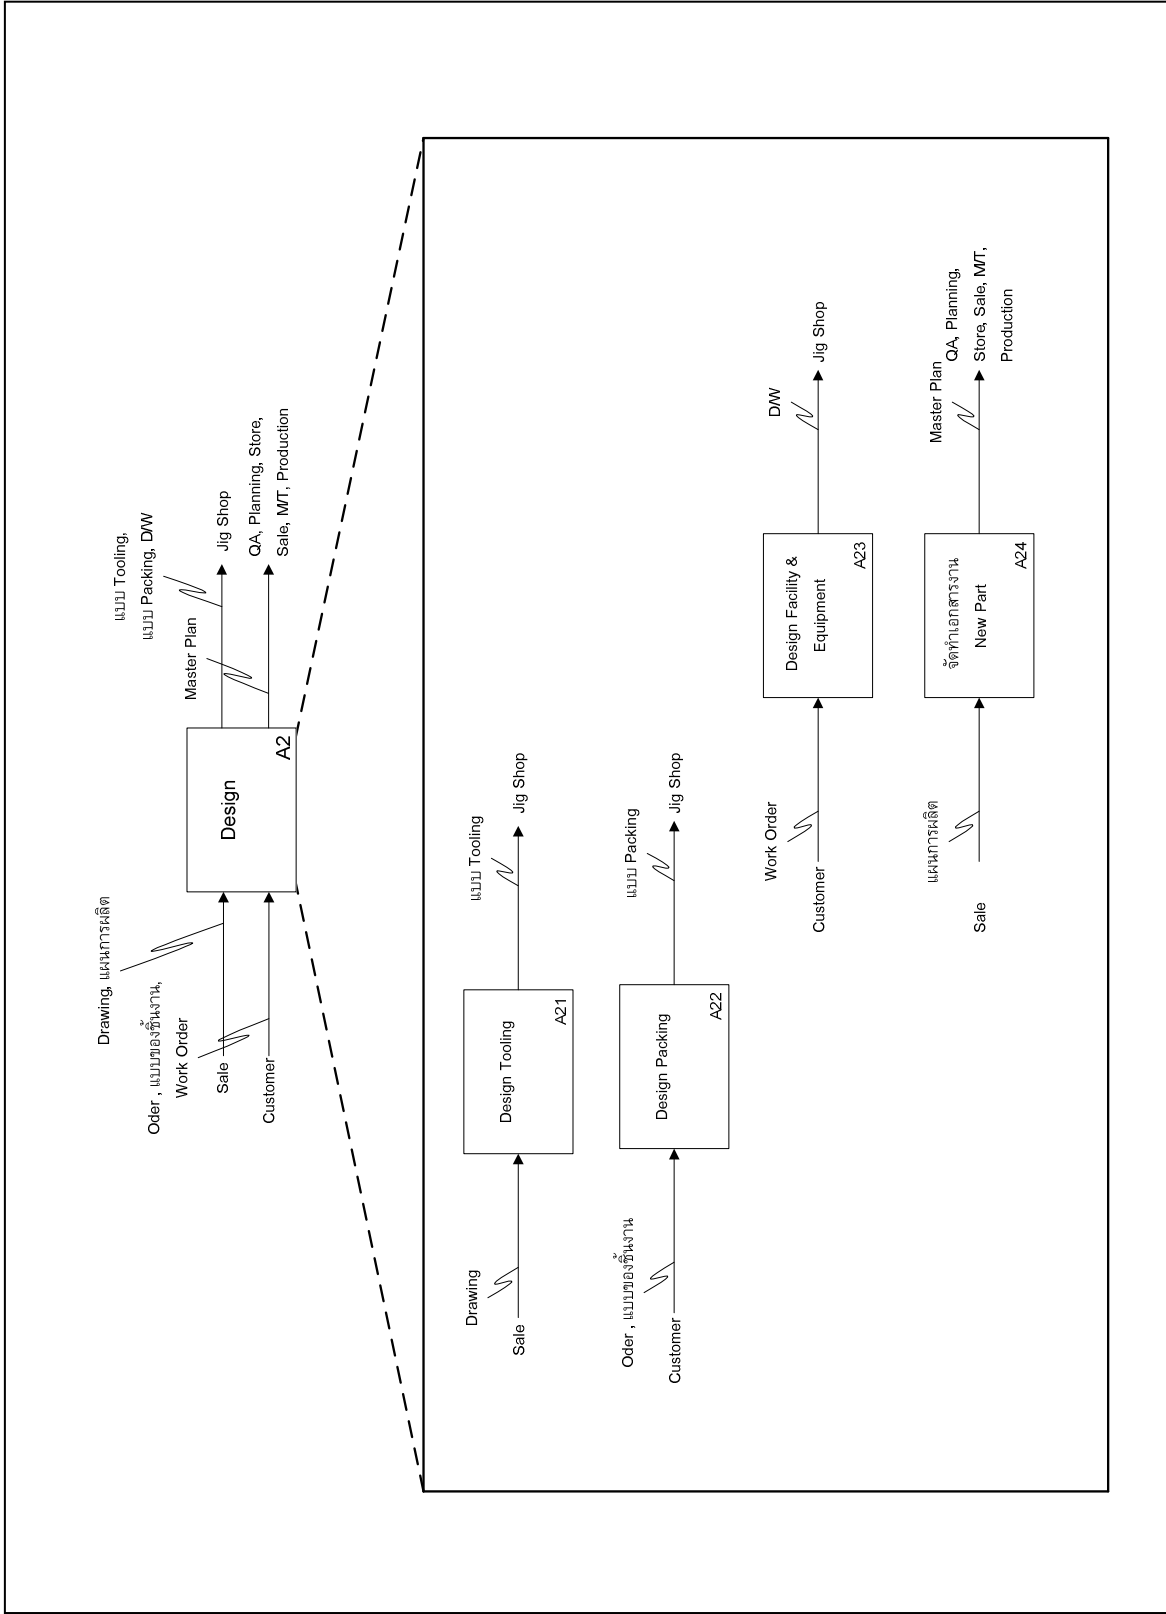 Drawing, แผนการผลิต
Oder , แบบของชิ้นงาน,
Work Order
Sale
Customer
Design
A2
แบบ Tooling,
แบบ Packing, D/W
Master Plan
Jig Shop
QA, Planning, Store,
Sale, M/T, Production
Drawing
Sale
Design Tooling
A21
แบบ Tooling
Jig Shop
Oder , แบบของชิ้นงาน
Customer
Design Packing
A22
แบบ Packing
Jig Shop
Work Order
Customer
Design Facility &
Equipment
A23
D/W
Jig Shop
แผนการผลิต
Sale
จัดทำเอกสารงาน
New Part
A24
Master Plan
QA, Planning,
Store, Sale, M/T,
Production